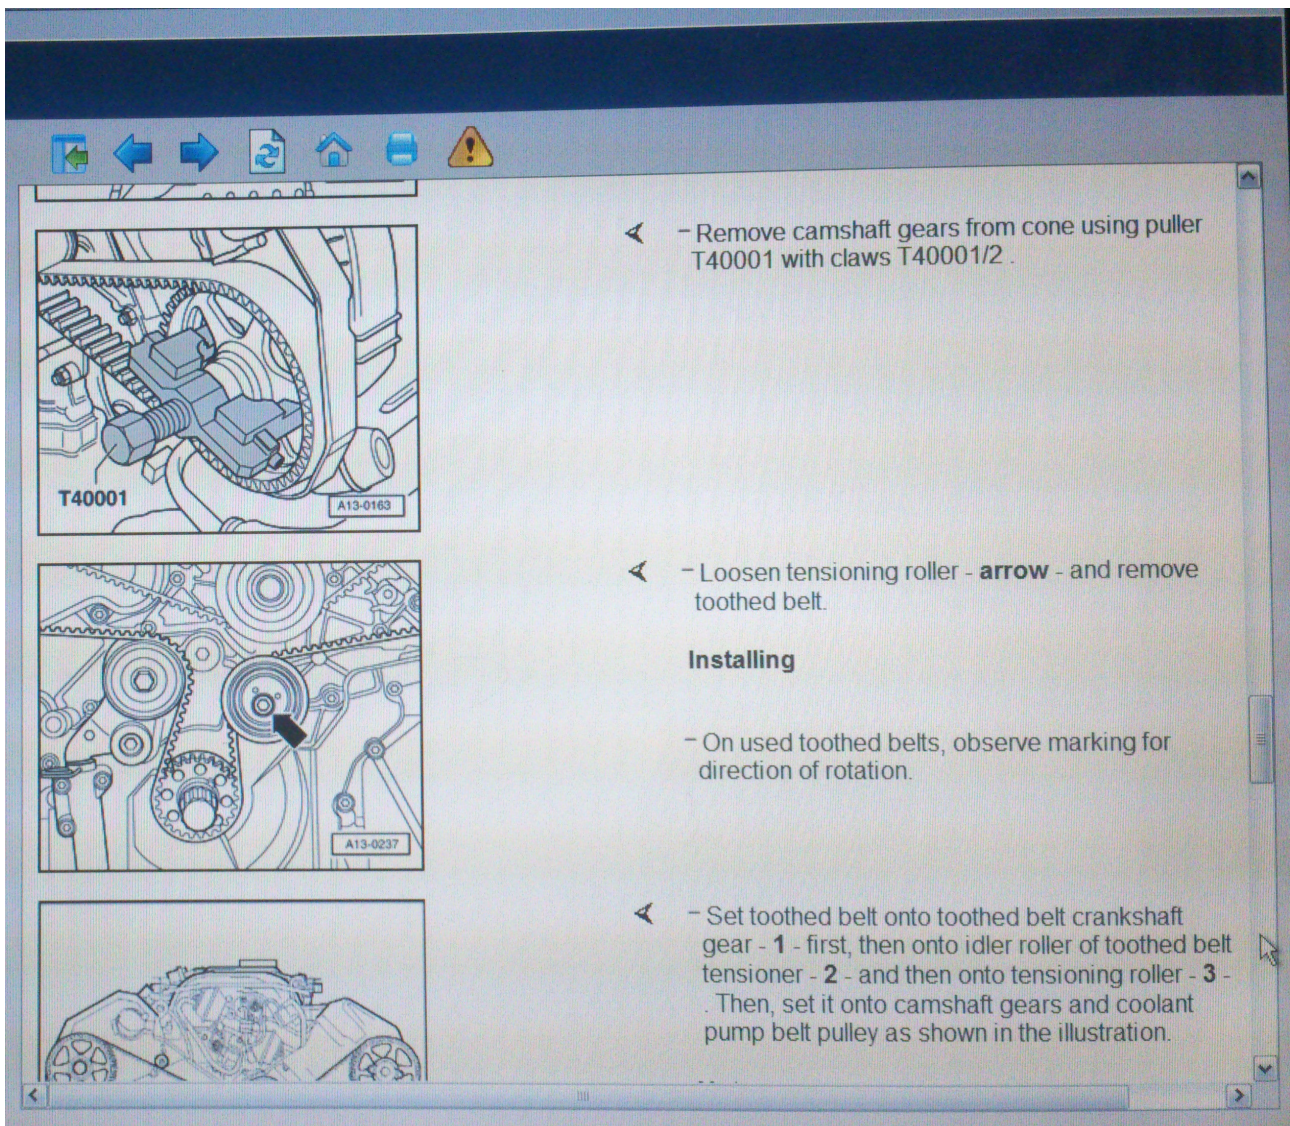 – Remove camshaft gears from cone using puller
T40001 with claws T40001/2 .
T40001
A13-0163
– Loosen tensioning roller - arrow - and remove
toothed belt.
Installing
– On used toothed belts, observe marking for
direction of rotation.
A13-0237
– Set toothed belt onto toothed belt crankshaft
gear - 1 - first, then onto idler roller of toothed belt
tensioner - 2 - and then onto tensioning roller - 3 -
. Then, set it onto camshaft gears and coolant
pump belt pulley as shown in the illustration.